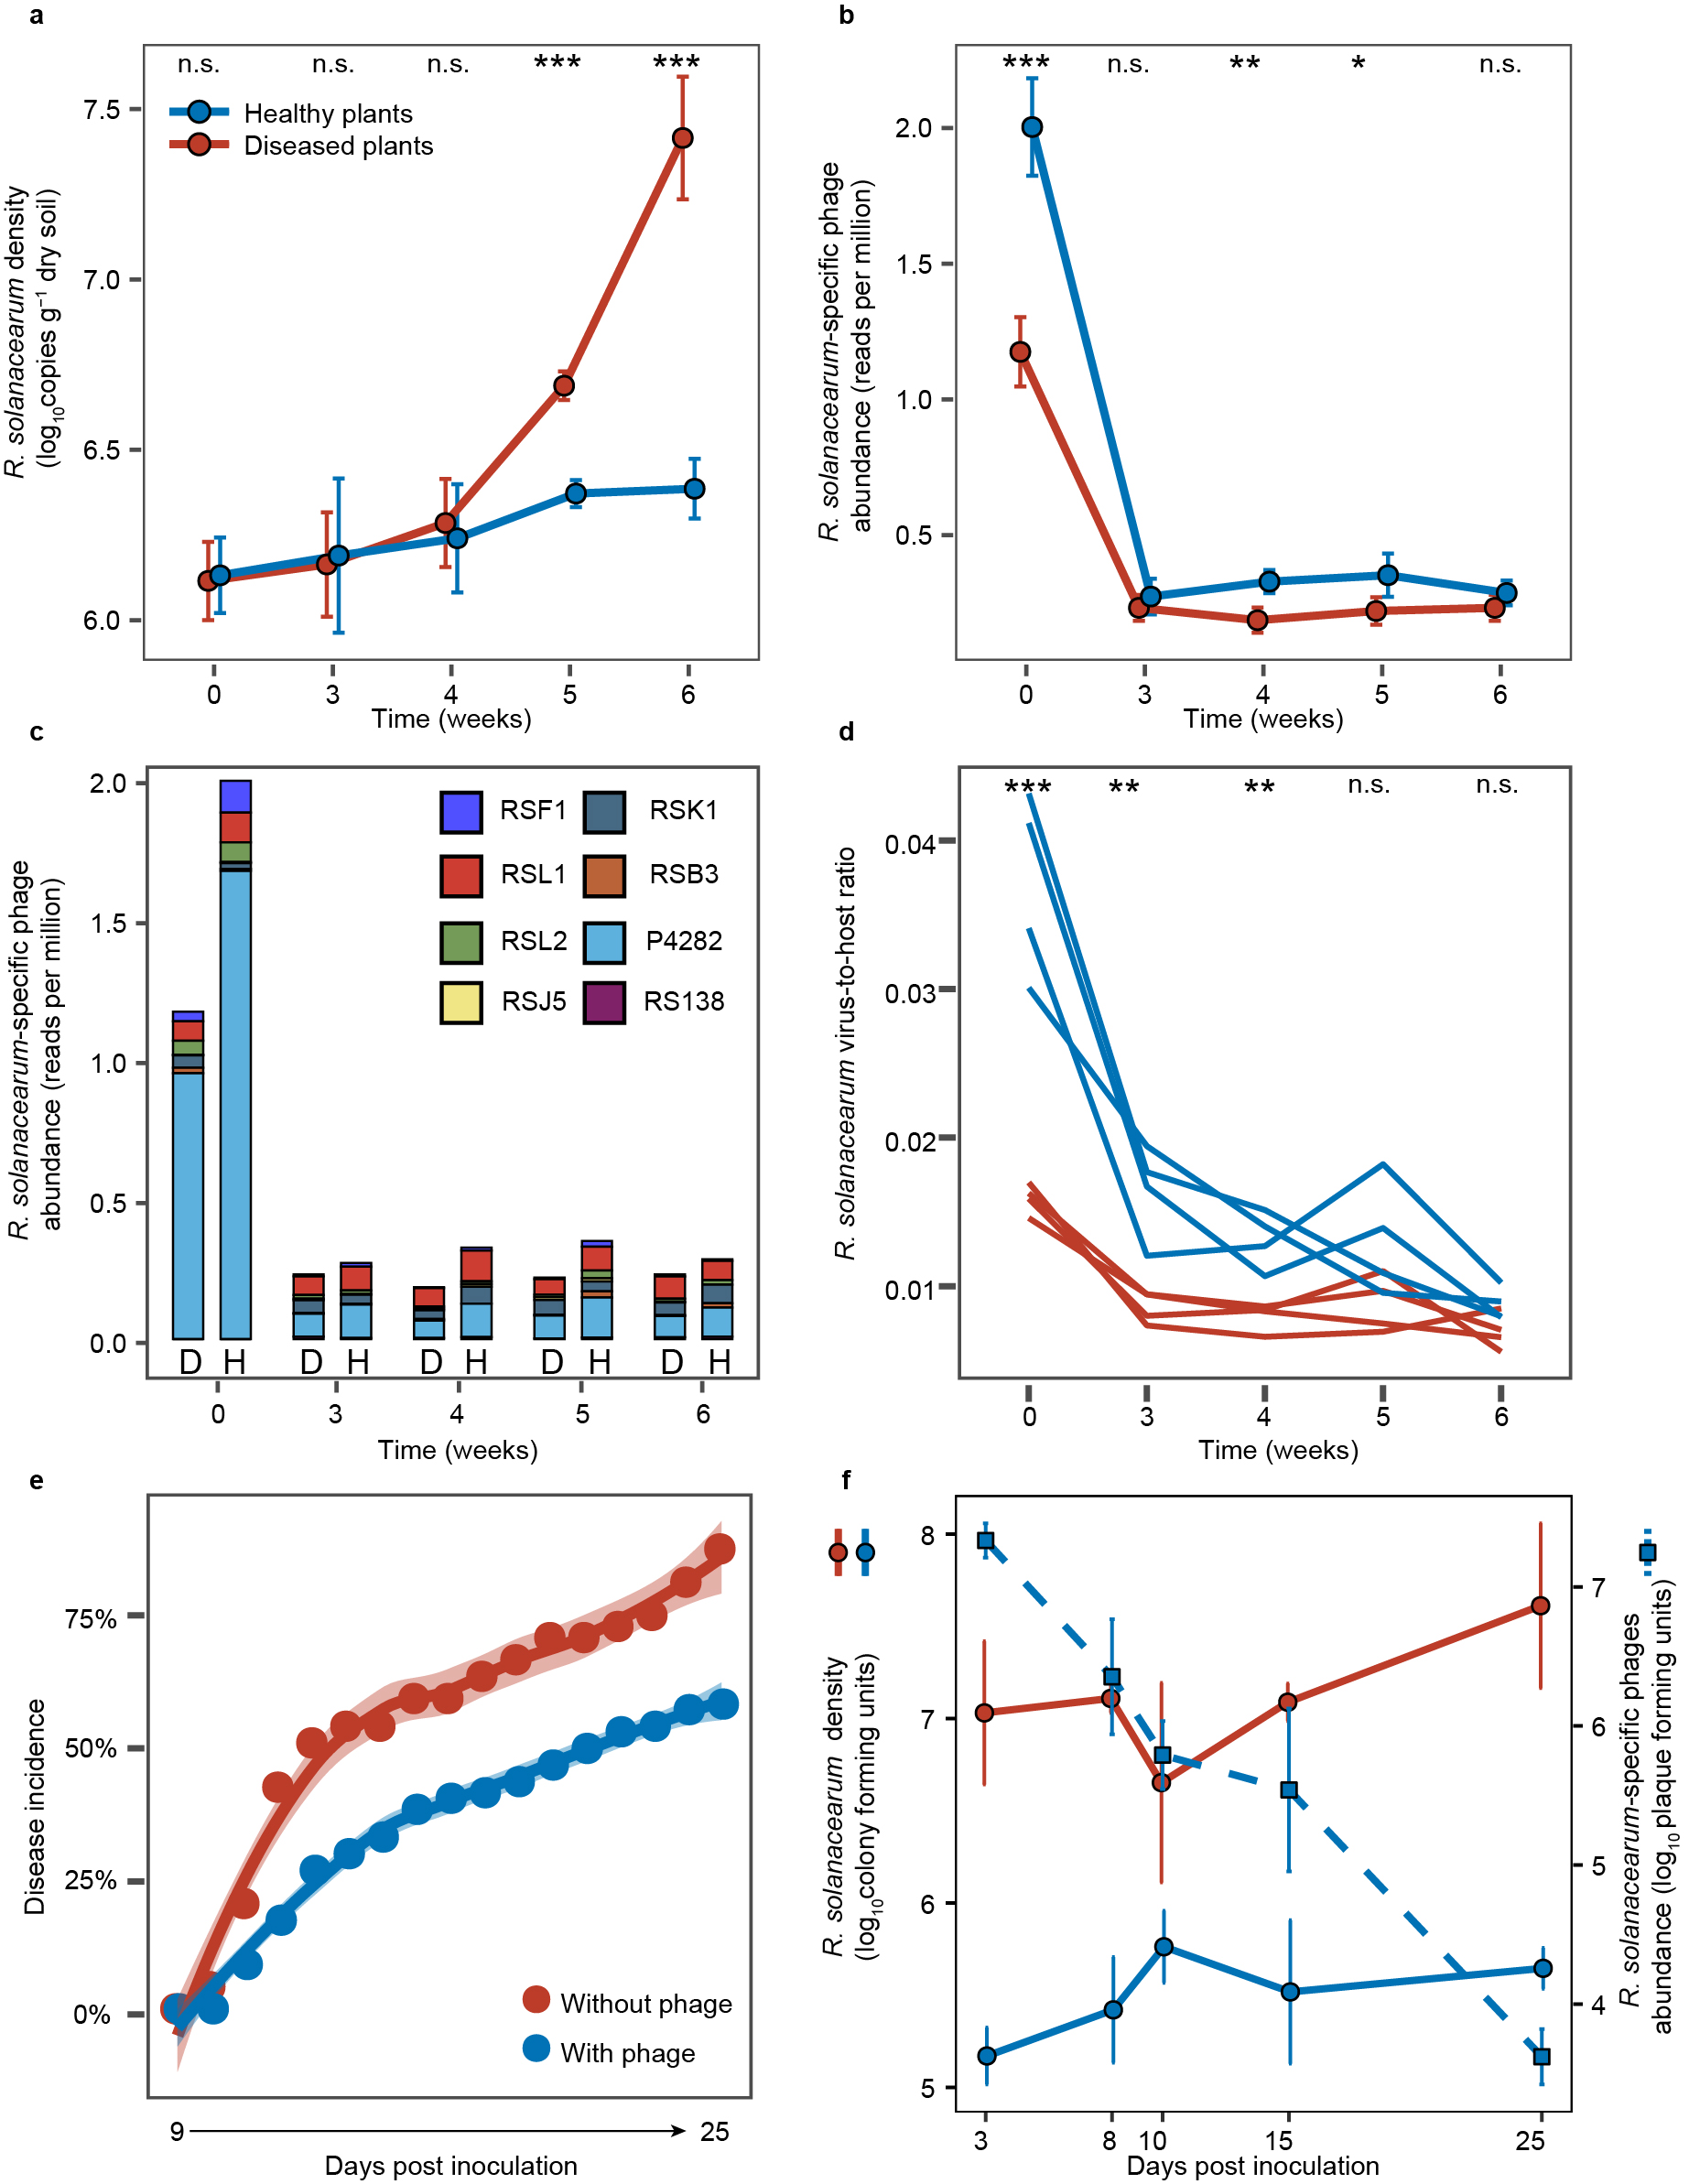 a
n.s. n.s. n.s. *** ***
Healthy plants
Diseased plants
7.5
7.0
6.5
6.0
R. solanacearum density
(log10copies g−1 dry soil)
0 3 4 5 6
Time (weeks)
b
*** n.s. ** * n.s.
2.0
1.5
1.0
0.5
R. solanacearum-specific phage
abundance (reads per million)
0 3 4 5 6
Time (weeks)
c
2.0
1.5
1.0
0.5
0.0
R. solanacearum-specific phage
abundance (reads per million)
RSF1 RSK1
RSL1 RSB3
RSL2 P4282
RSJ5 RS138
D H D H D H D H D H
0 3 4 5 6
Time (weeks)
d
*** ** ** n.s. n.s.
0.04
0.03
0.02
0.01
R. solanacearum virus-to-host ratio
0 3 4 5 6
Time (weeks)
e
75%
50%
25%
0%
Disease incidence
Without phage
With phage
9 25
Days post inoculation
f
8
7
6
5
R. solanacearum density
(log10colony forming units)
7
6
5
4
R. solanacearum-specific phages
abundance (log10 plaque forming units)
3 8 10 15 25
Days post inoculation